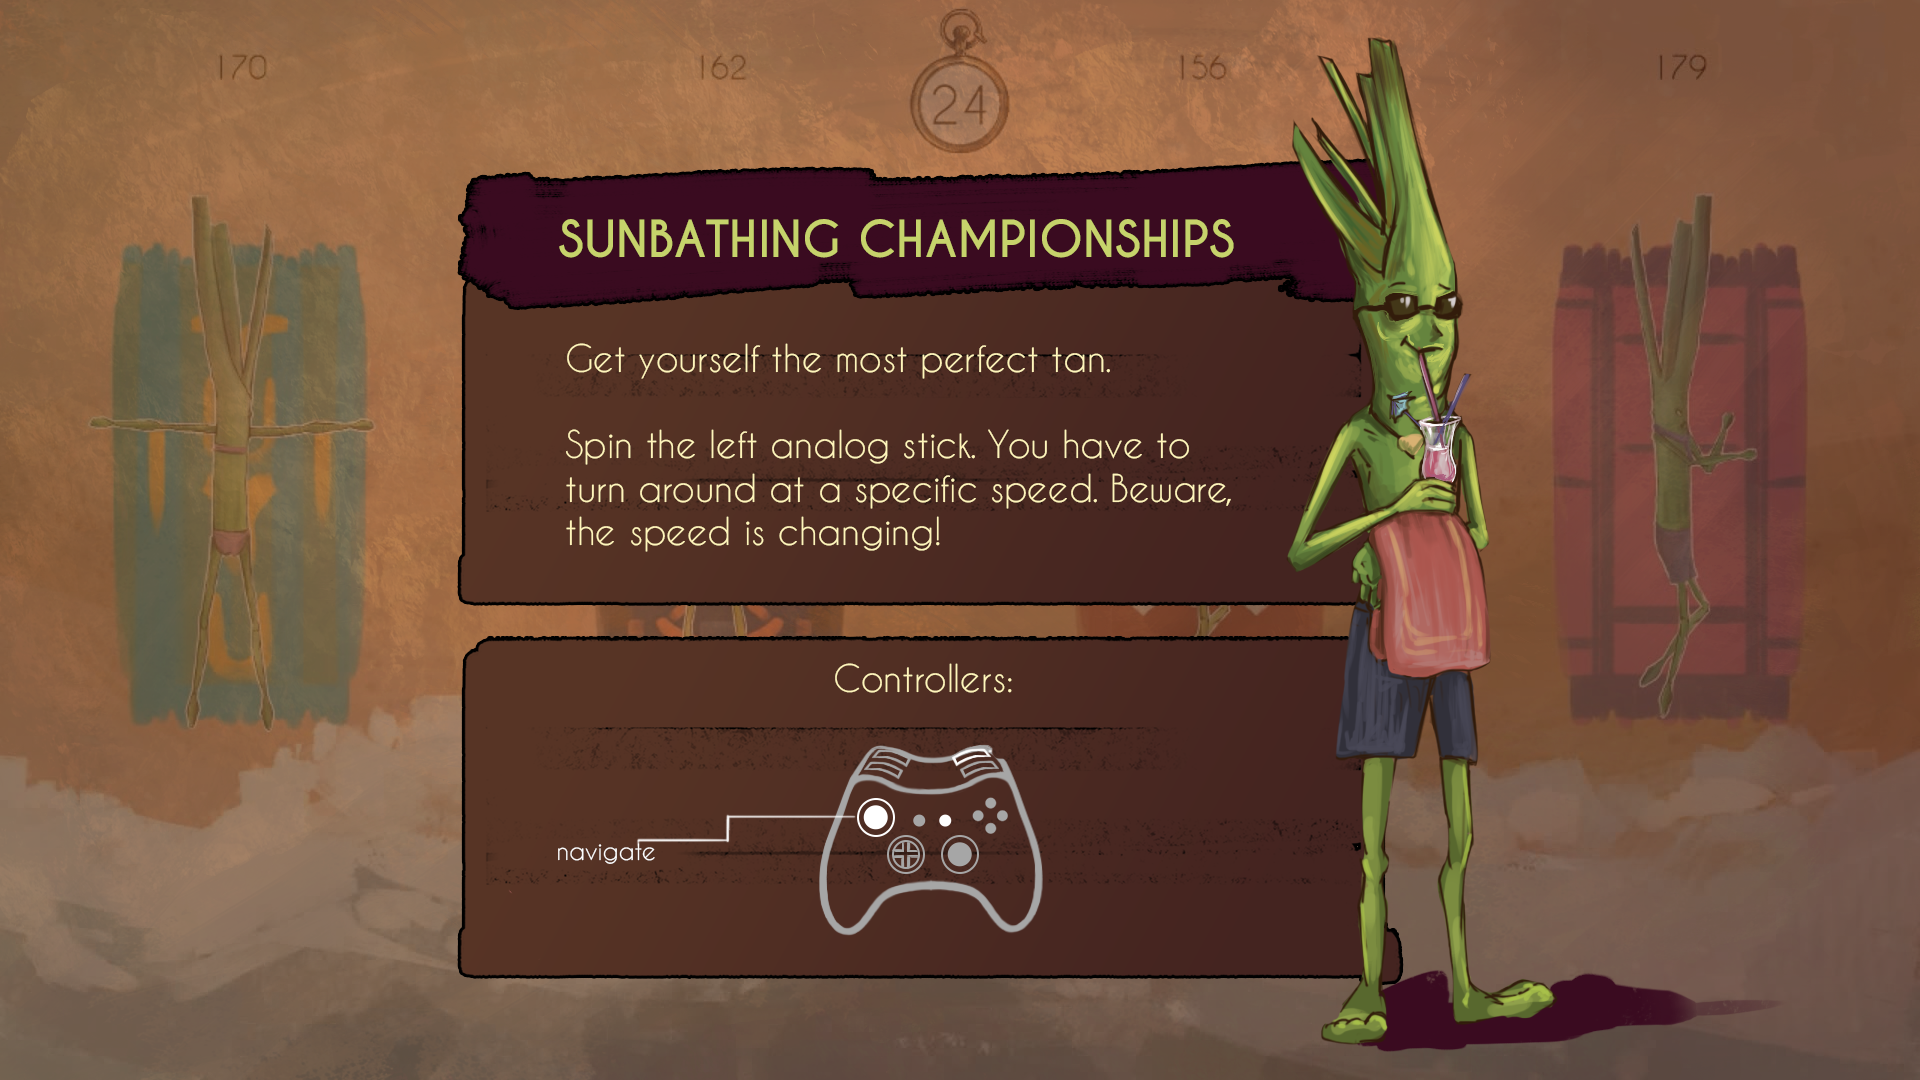 170
162
24
156
179
SUNBATHING CHAMPIONSHIPS
Get yourself the most perfect tan.
Spin the left analog stick. You have to
turn around at a specific speed. Beware,
the speed is changing!
Controllers:
navigate